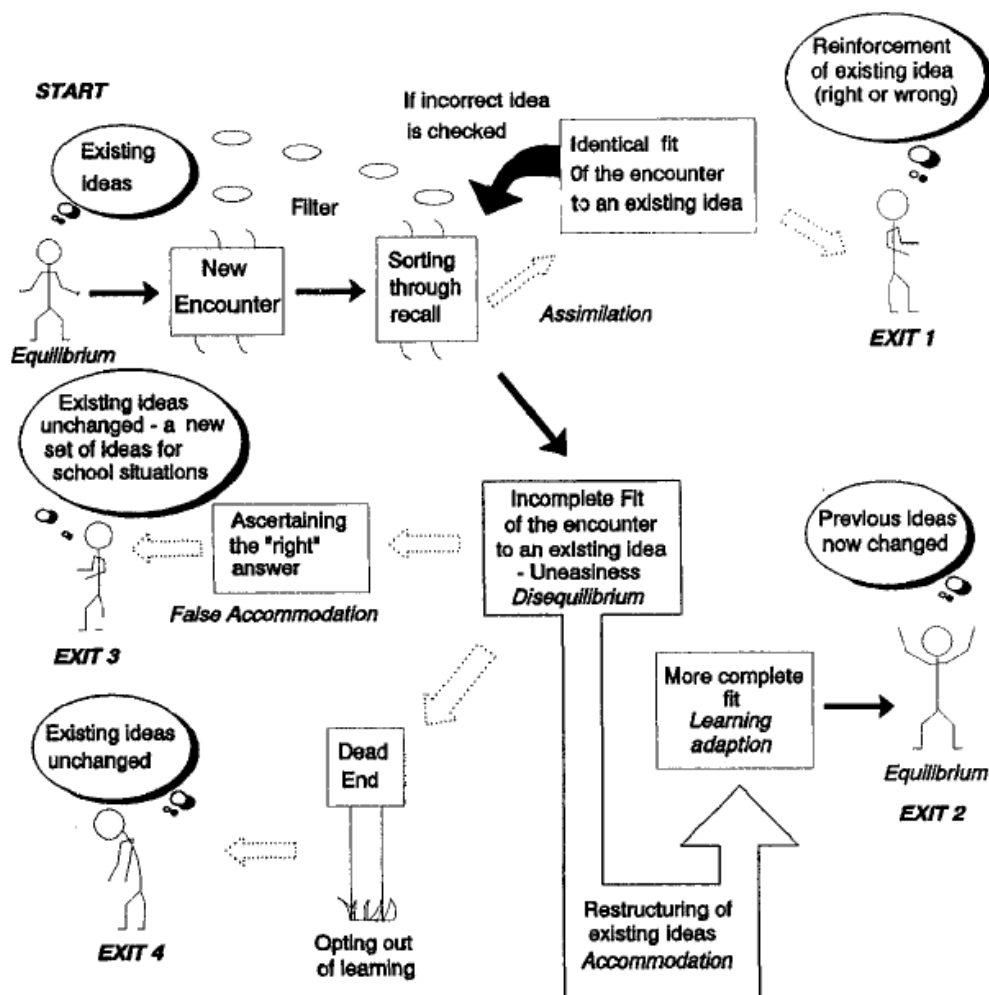 START
Existing
ideas
Filter
If incorrect idea
is checked
Identical fit
Of the encounter
to an existing idea
Reinforcement
of existing idea
(right or wrong)
New
Encounter
Sorting
through
recall
Assimilation
Equilibrium
EXIT 1
Existing ideas
unchanged - a new
set of ideas for
school situations
Ascertaining
the "right"
answer
False Accommodation
EXIT 3
Incomplete Fit
of the encounter
to an existing idea
- Uneasiness
Disequilibrium
Previous ideas
now changed
More complete
fit
Learning
adaption
Equilibrium
EXIT 2
Existing ideas
unchanged
Dead
End
EXIT 4
Opting out
of learning
Restructuring of
existing ideas
Accommodation